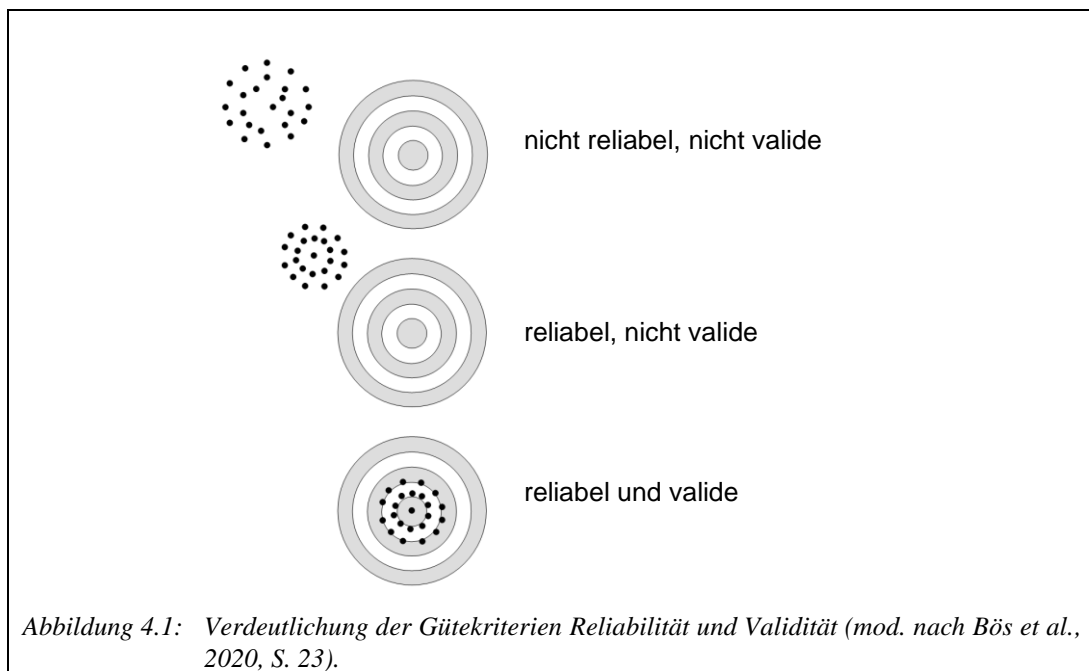 nicht reliabel, nicht valide
reliabel, nicht valide
reliabel und valide
Abbildung 4.1: Verdeutlichung der Gütekriterien Reliabilität und Validität (mod. nach Bös et al.,
2020, S. 23).